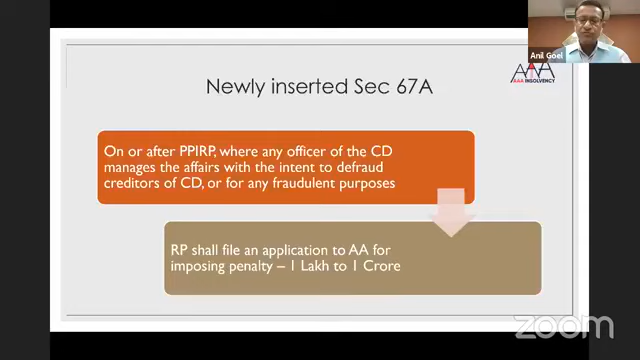 Anil Goel
AAA
AAA INSOLVENCY
Newly inserted Sec 67A
On or after PPIRP, where any officer of the CD
manages the affairs with the intent to defraud
creditors of CD, or for any fraudulent purposes
RP shall file an application to AA for
imposing penalty – 1 Lakh to 1 Crore
zoom